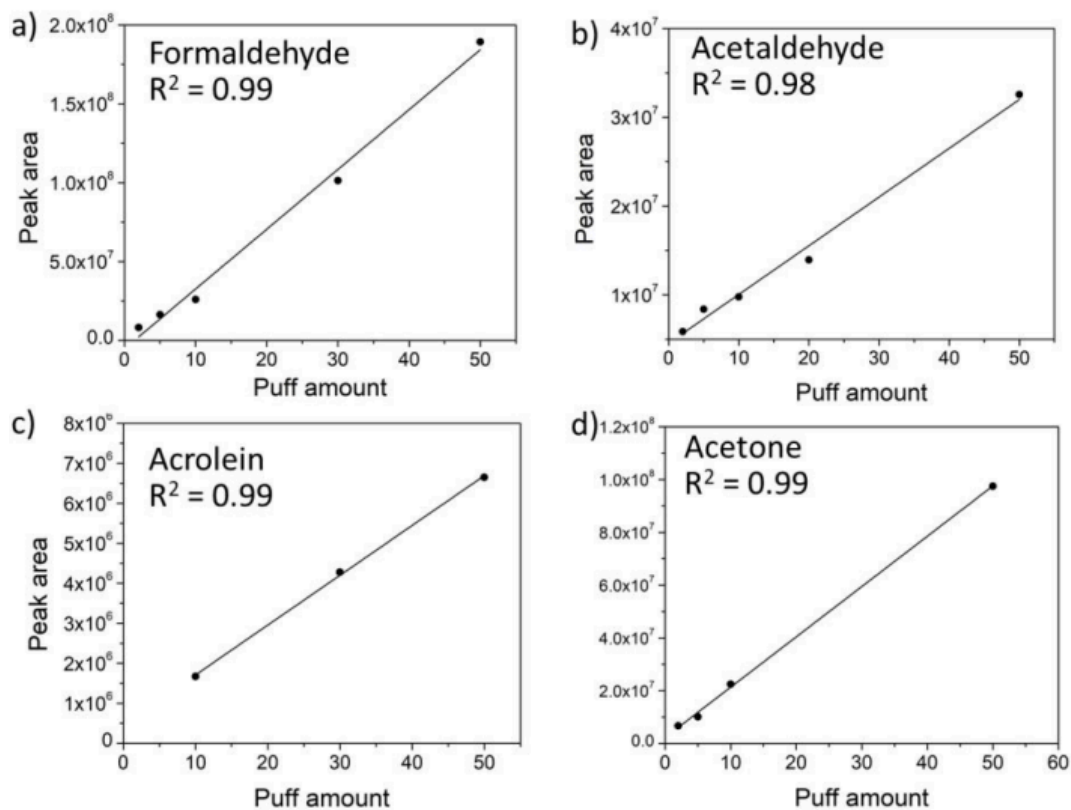 a)
Formaldehyde
R² = 0.99
2.0x10⁸
1.5x10⁸
1.0x10⁸
5.0x10⁷
0.0
Peak area
0 10 20 30 40 50
Puff amount
b)
Acetaldehyde
R² = 0.98
4x10⁷
3x10⁷
2x10⁷
1x10⁷
Peak area
0 10 20 30 40 50
Puff amount
c)
Acrolein
R² = 0.99
8x10⁶
7x10⁶
6x10⁶
5x10⁶
4x10⁶
3x10⁶
2x10⁶
1x10⁶
0
Peak area
0 10 20 30 40 50
Puff amount
d)
Acetone
R² = 0.99
1.2x10⁸
1.0x10⁸
8.0x10⁷
6.0x10⁷
4.0x10⁷
2.0x10⁷
0.0
0 10 20 30 40 50 60
Puff amount